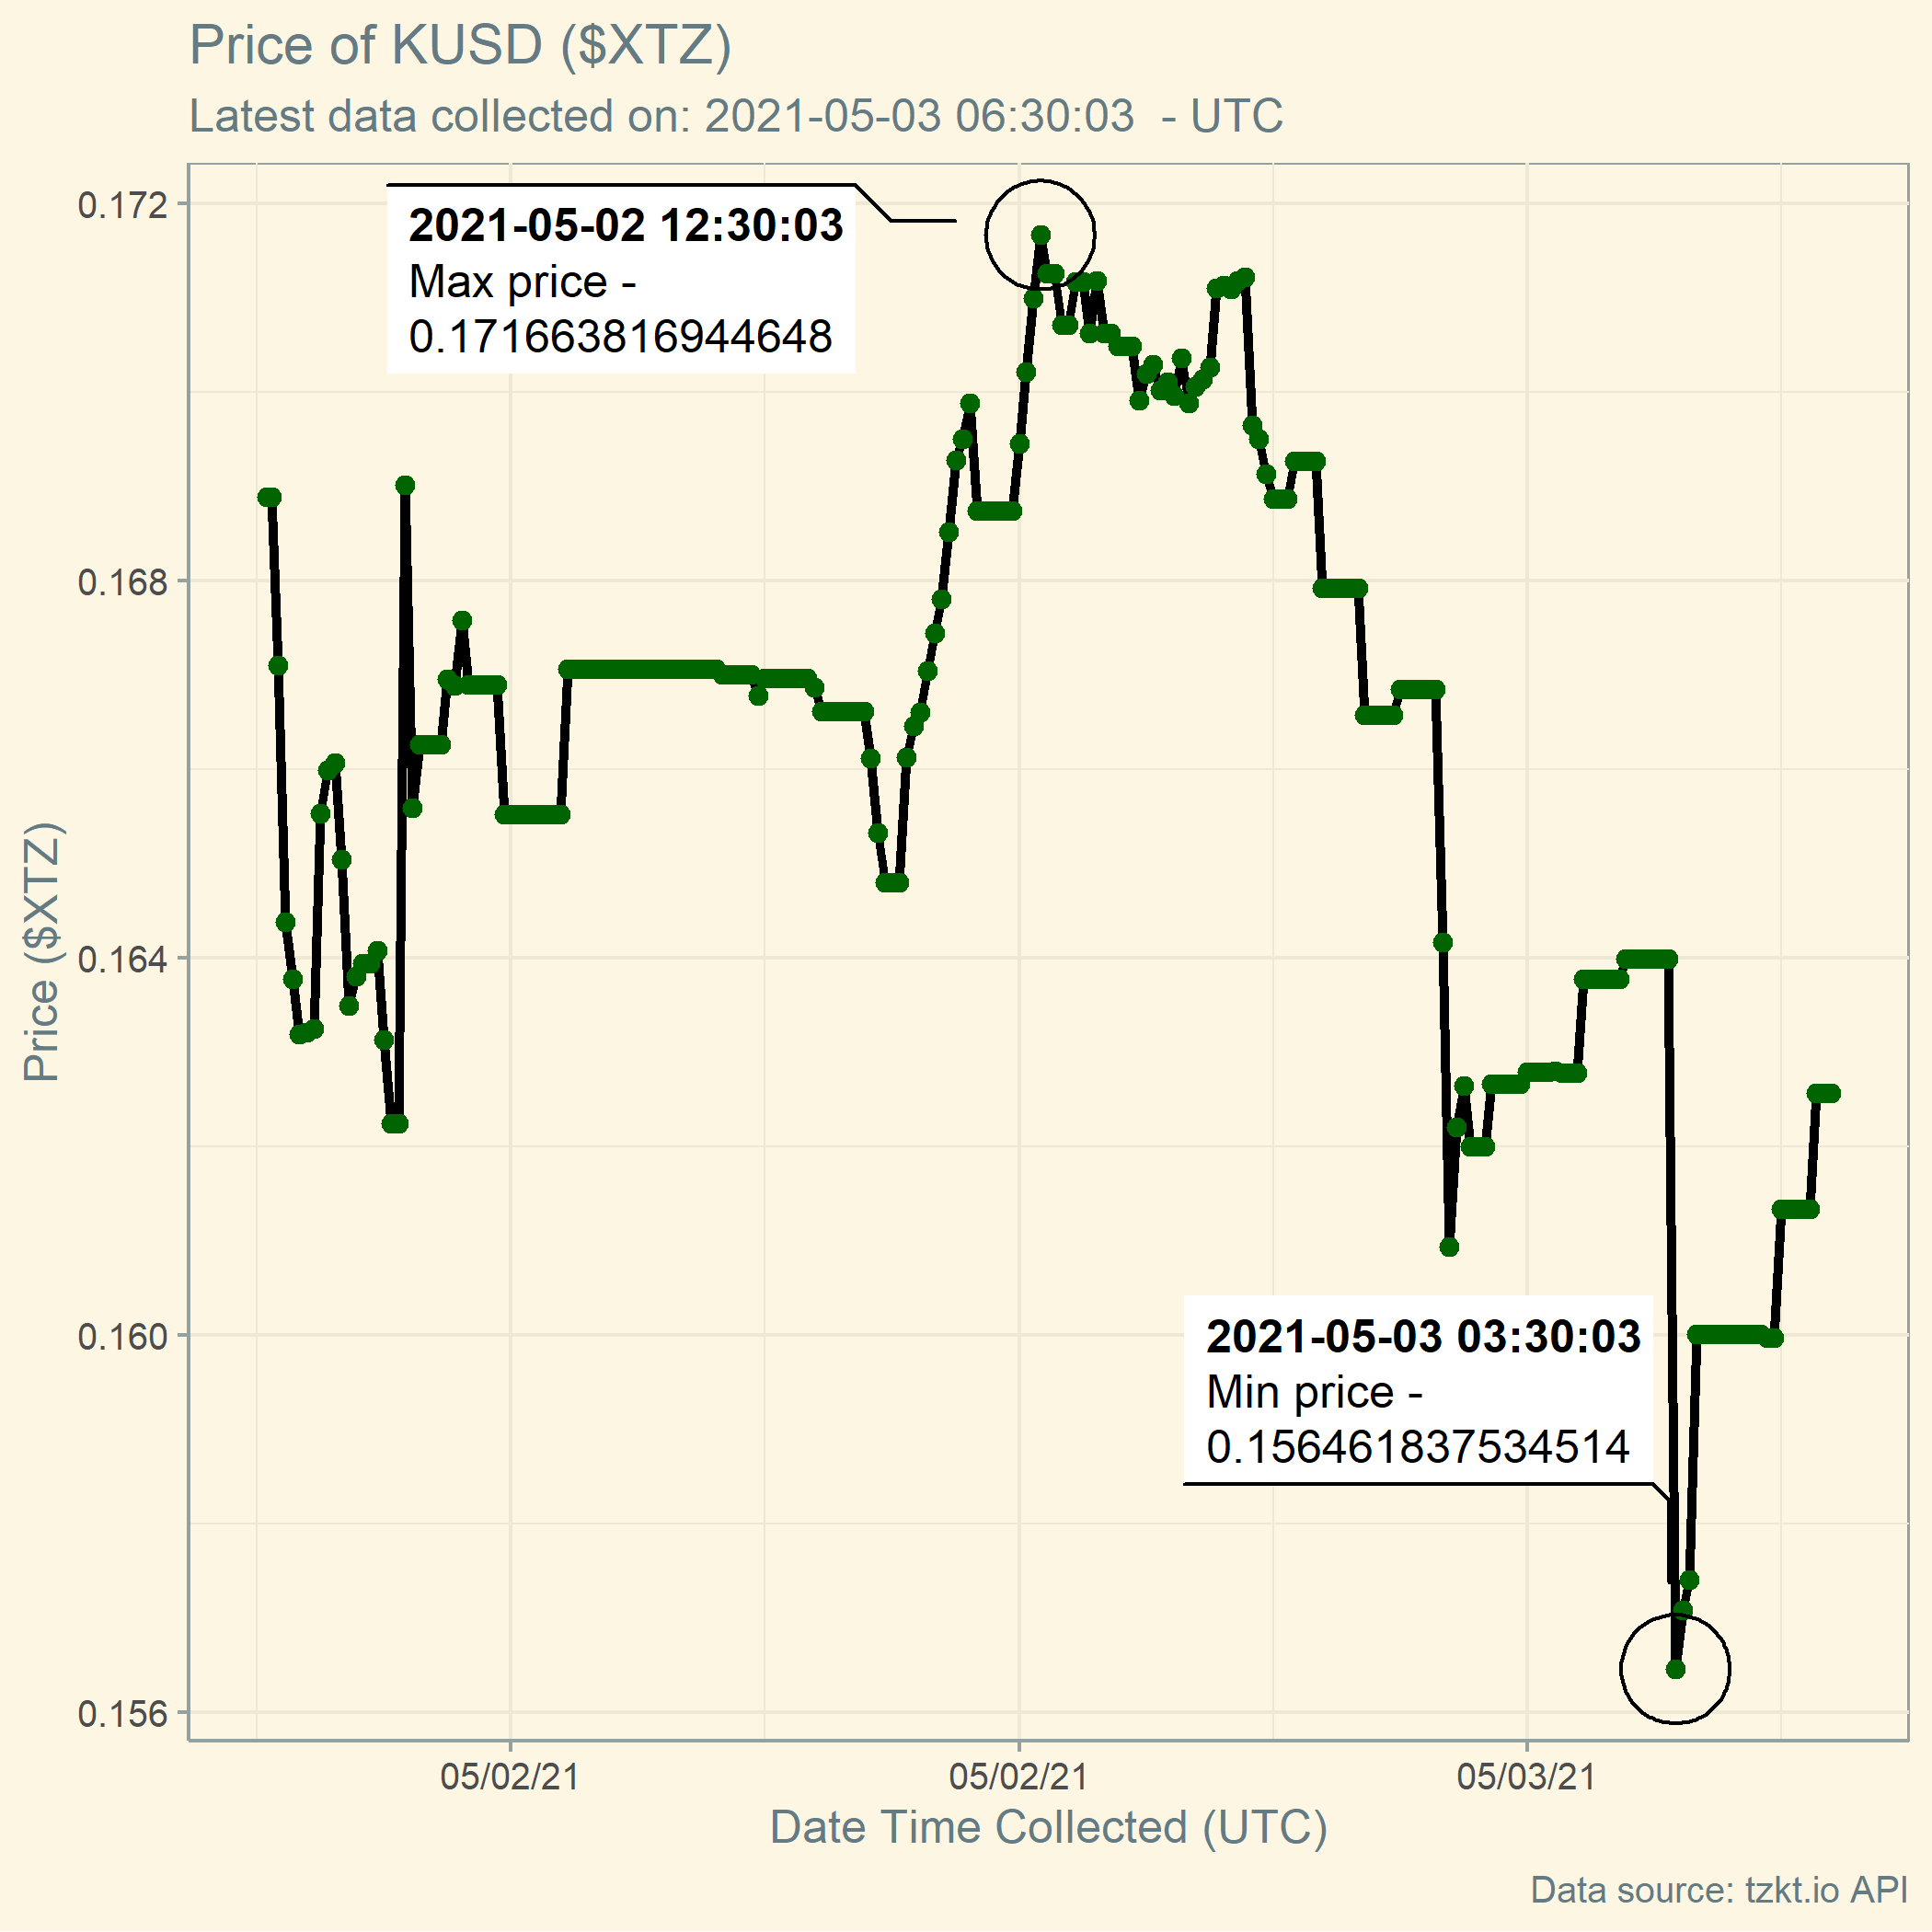 Price of KUSD ($XTZ)
Latest data collected on: 2021-05-03 06:30:03  - UTC
0.172
0.168
0.164
0.160
0.156
Price ($XTZ)
2021-05-02 12:30:03
Max price -
0.171663816944648
2021-05-03 03:30:03
Min price -
0.156461837534514
05/02/21
05/02/21
05/03/21
Date Time Collected (UTC)
Data source: tzkt.io API